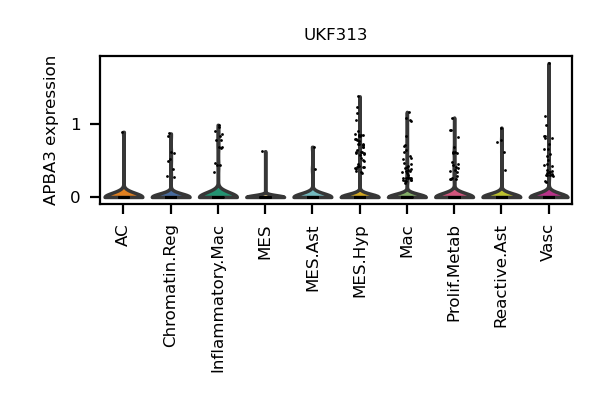 UKF313
APBA3 expression
1
0
AC
Chromatin.Reg
Inflammatory.Mac
MES
MES.Ast
MES.Hyp
Mac
Prolif.Metab
Reactive.Ast
Vasc